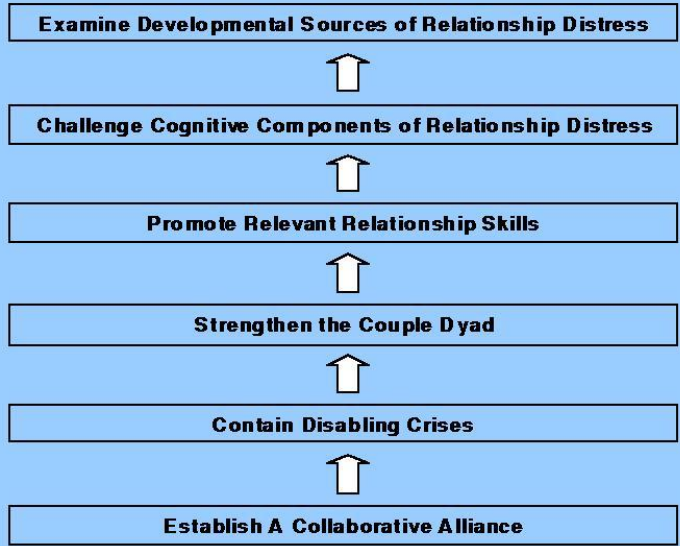 Examine Developmental Sources of Relationship Distress
Challenge Cognitive Components of Relationship Distress
Promote Relevant Relationship Skills
Strengthen the Couple Dyad
Contain Disabling Crises
Establish A Collaborative Alliance